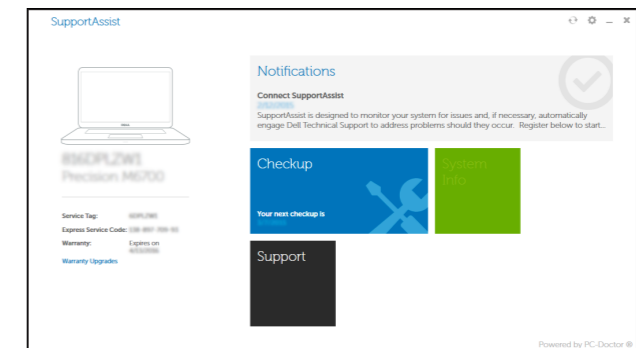 SupportAssist
Notifications
Connect SupportAssist
SupportAssist is designed to monitor your system for issues and, if necessary, automatically
engage Dell Technical Support to address problems should they occur. Register below to start...
Precision M6700
Checkup
System
Info
Your next checkup is
Service Tag:
Express Service Code:
Warranty: Expires on
Warranty Upgrades
Support
Powered by PC-Doctor ®